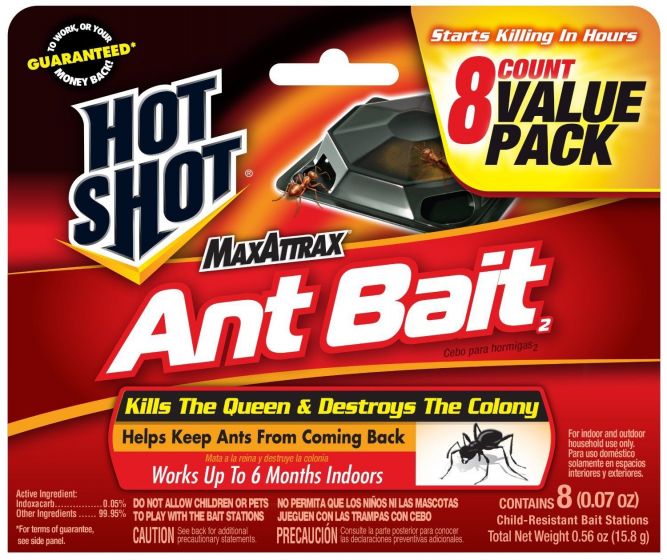 TO WORK, OR YOUR
GUARANTEED*
MONEY BACK!
Starts Killing In Hours
8 COUNT
VALUE
PACK
HOT
SHOT®
MAXATTRAX
Ant Bait2
Cebo para hormigas2
Kills The Queen & Destroys The Colony
Helps Keep Ants From Coming Back
Mata a la reina y destruye la colonia
Works Up To 6 Months Indoors
For indoor and outdoor
household use only.
Para uso doméstico
solamente en espacios
interiores y exteriores.
Active Ingredient:
Indoxacarb................ 0.05%
Other Ingredients ...... 99.95%
*For terms of guarantee,
see side panel.
DO NOT ALLOW CHILDREN OR PETS
TO PLAY WITH THE BAIT STATIONS
CAUTION See back for additional
precautionary statements.
NO PERMITA QUE LOS NIÑOS NI LAS MASCOTAS
JUEGUEN CON LAS TRAMPAS CON CEBO
PRECAUCIÓN Consulte la parte posterior para conocer
las declaraciones preventivas adicionales.
CONTAINS 8 (0.07 OZ)
Child-Resistant Bait Stations
Total Net Weight 0.56 oz (15.8 g)